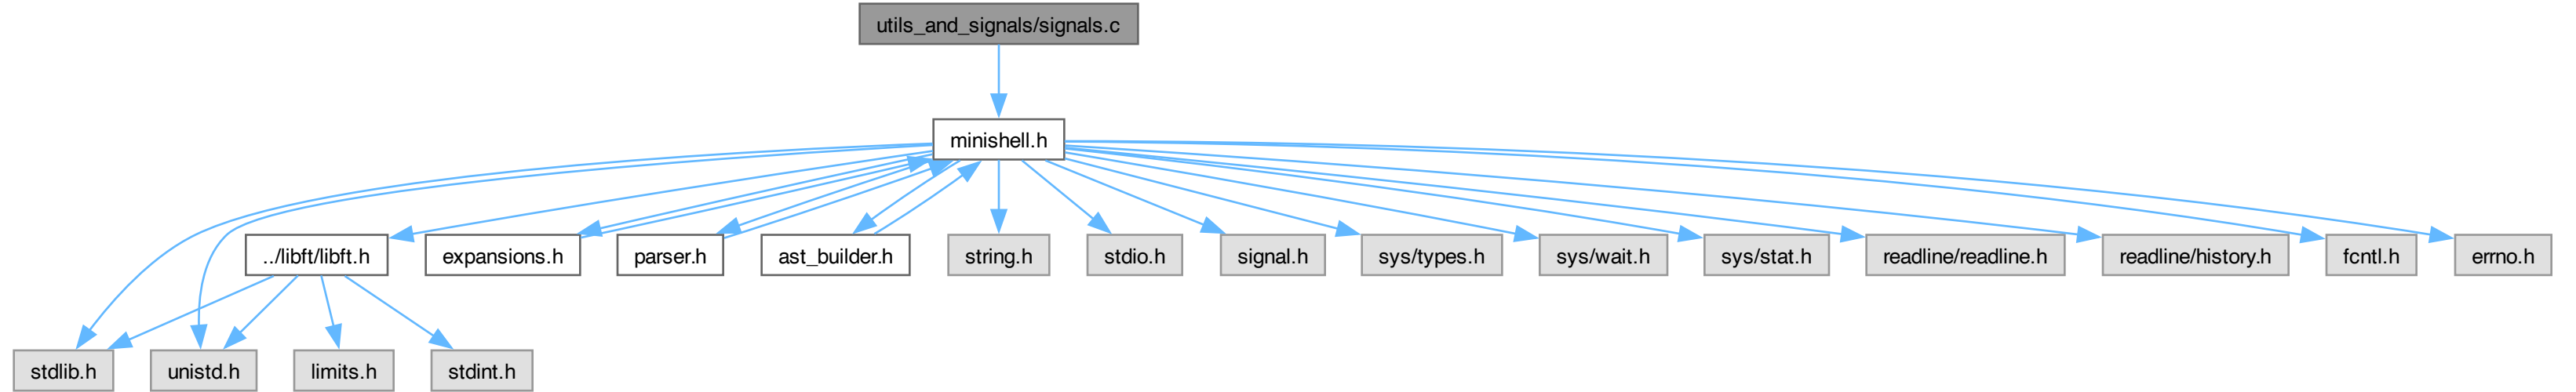 utils_and_signals/signals.c
minishell.h
../libft/libft.h
expansions.h
parser.h
ast_builder.h
string.h
stdio.h
signal.h
sys/types.h
sys/wait.h
sys/stat.h
readline/readline.h
readline/history.h
fcntl.h
errno.h
stdlib.h
unistd.h
limits.h
stdint.h